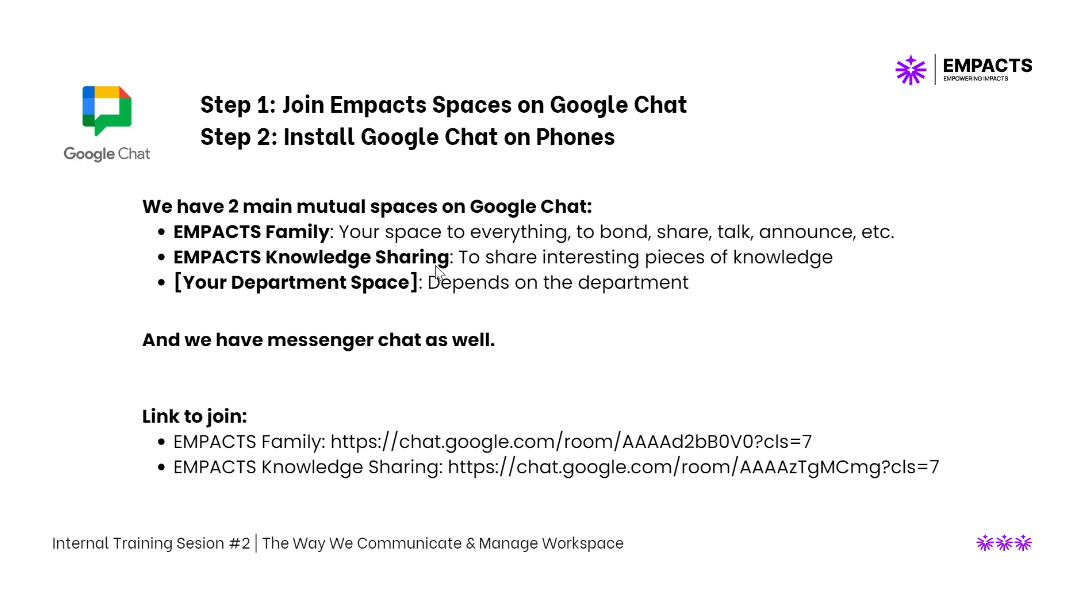 EMPACTS
EMPOWERING IMPACTS
Google Chat
Step 1: Join Empacts Spaces on Google Chat
Step 2: Install Google Chat on Phones
We have 2 main mutual spaces on Google Chat:
• EMPACTS Family: Your space to everything, to bond, share, talk, announce, etc.
• EMPACTS Knowledge Sharing: To share interesting pieces of knowledge
• [Your Department Space]: Depends on the department
And we have messenger chat as well.
Link to join:
• EMPACTS Family: https://chat.google.com/room/AAAAd2bB0V0?cls=7
• EMPACTS Knowledge Sharing: https://chat.google.com/room/AAAAzTgMCmg?cls=7
Internal Training Sesion #2 | The Way We Communicate & Manage Workspace